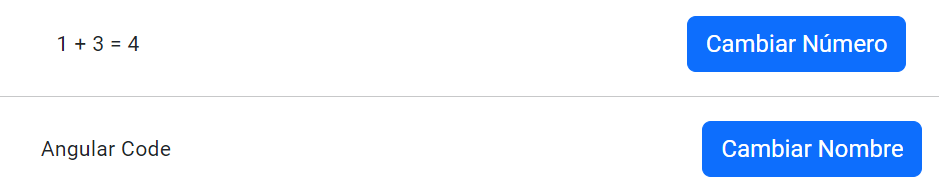 1 + 3 = 4 Cambiar Número
Angular Code Cambiar Nombre